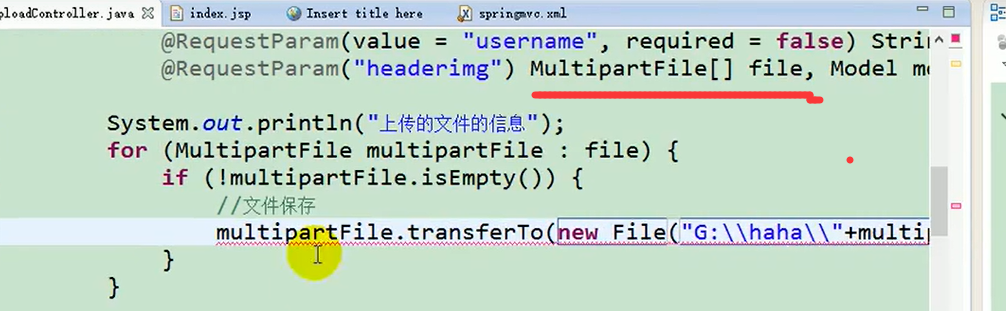 ploadController.java index.jsp Insert title here springmvc.xml
@RequestParam(value = "username", required = false) Strin
@RequestParam("headerimg") MultipartFile[] file, Model mo
System.out.println("上传的文件的信息");
for (MultipartFile multipartFile : file) {
if (!multipartFile.isEmpty()) {
//文件保存
multipartFile.transferTo(new File("G:\\haha\\"+multip
}
}